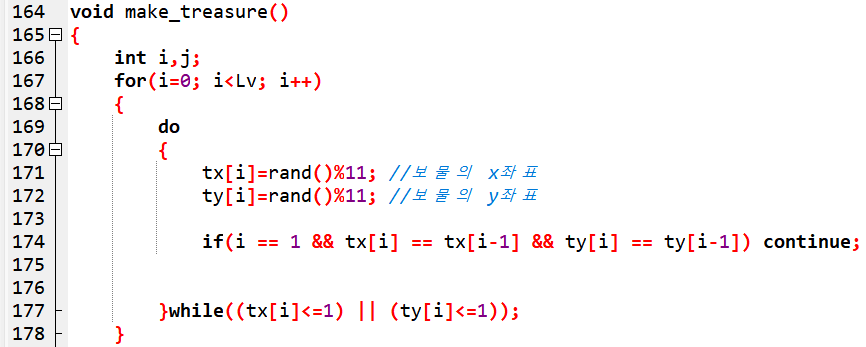 164 void make_treasure()
165 {
166 int i,j;
167 for(i=0; i<Lv; i++)
168 {
169 do
170 {
171 tx[i]=rand()%11; //보물의 x좌표
172 ty[i]=rand()%11; //보물의 y좌표
173
174 if(i == 1 && tx[i] == tx[i-1] && ty[i] == ty[i-1]) continue;
175
176
177 }while((tx[i]<=1) || (ty[i]<=1));
178 }